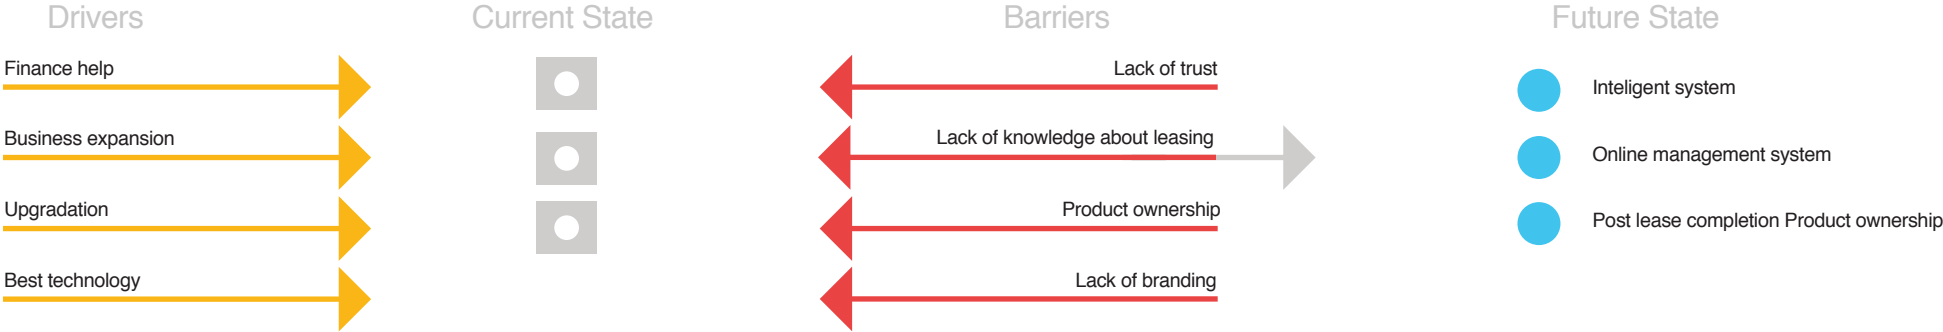 Drivers
Current State
Barriers
Future State
Finance help
Lack of trust
Inteligent system
Business expansion
Lack of knowledge about leasing
Online management system
Upgradation
Product ownership
Post lease completion Product ownership
Best technology
Lack of branding